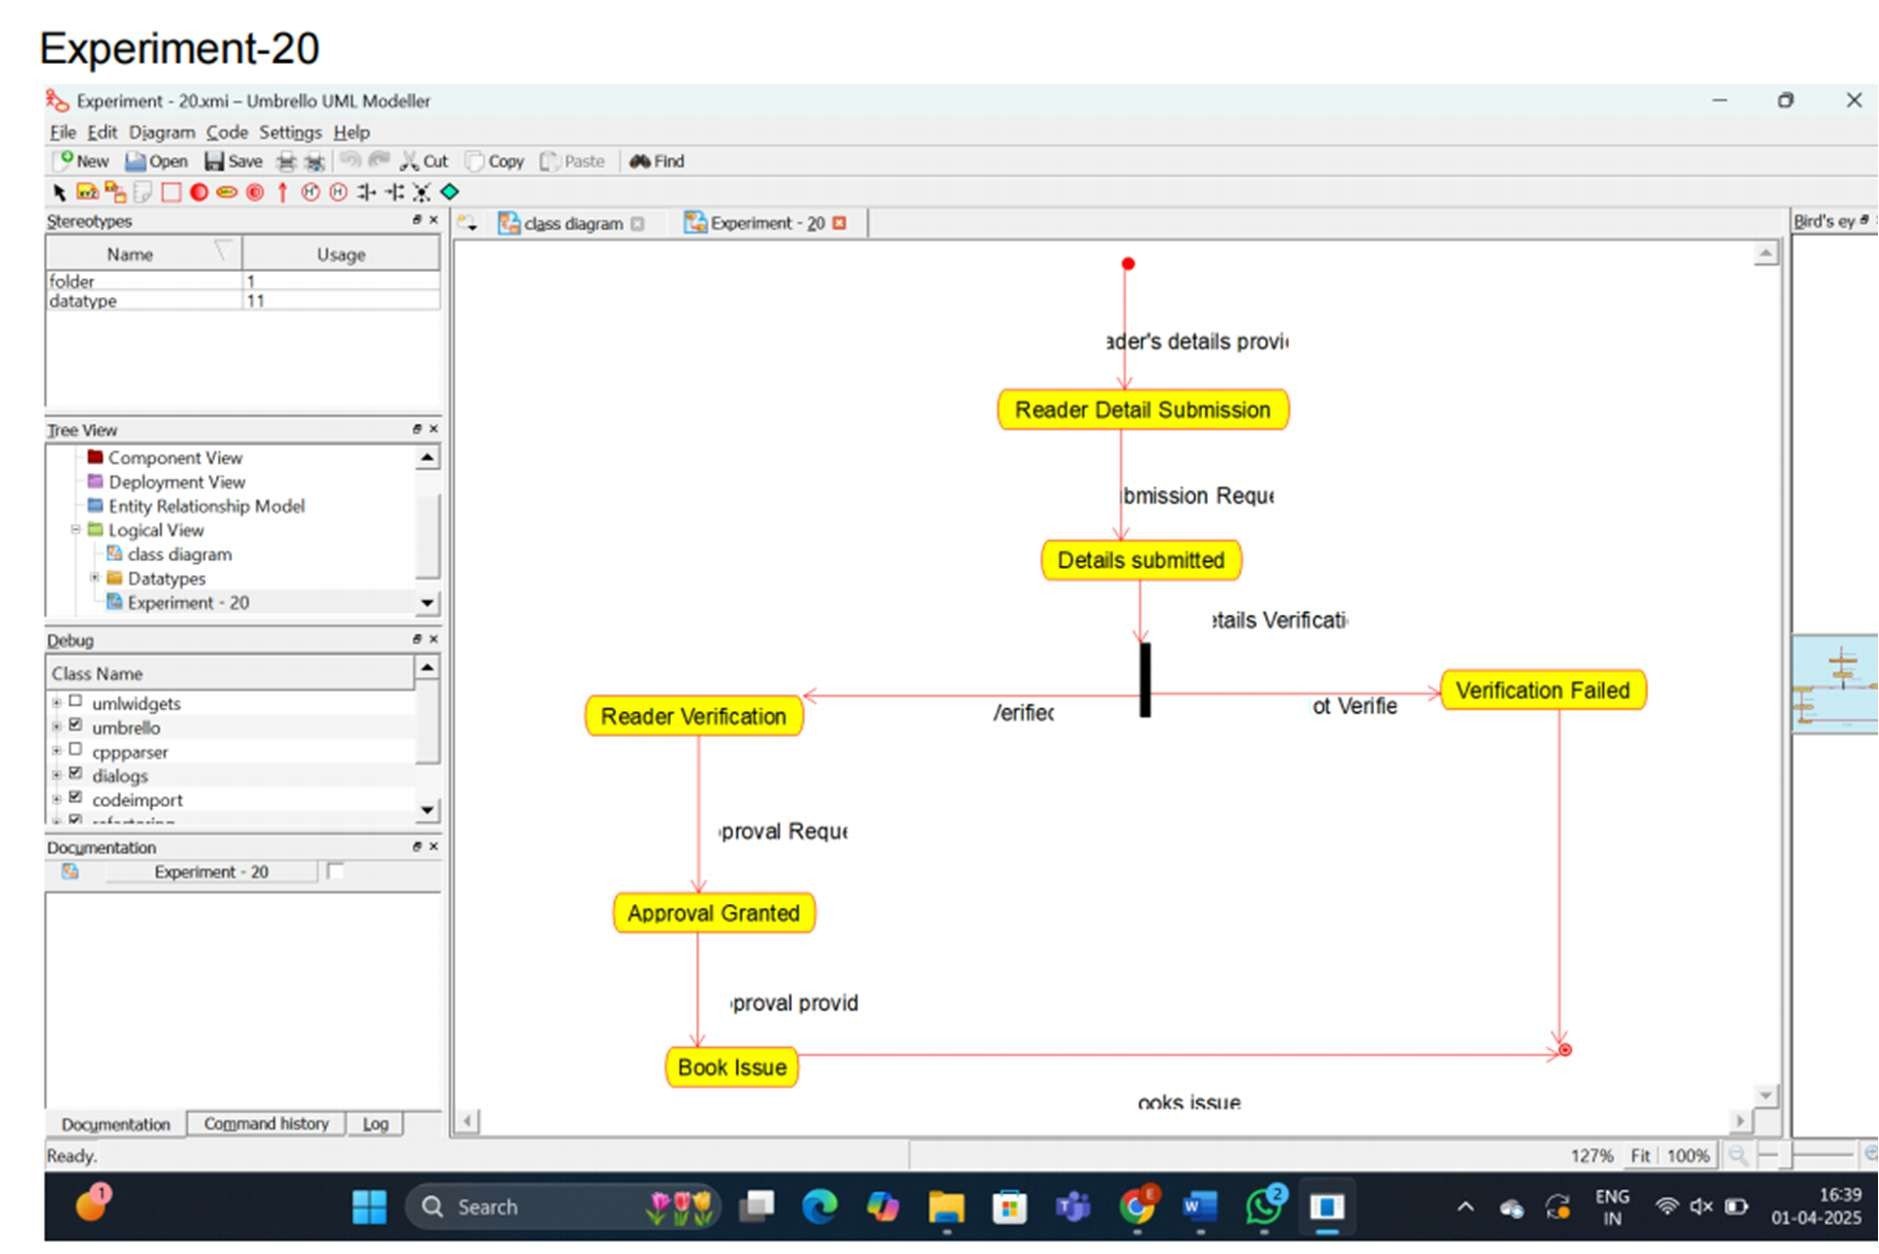 Experiment-20
Experiment - 20.xmi – Umbrello UML Modeller
File Edit Diagram Code Settings Help
New Open Save Cut Copy Paste Find
Stereotypes
class diagram
Experiment - 20
Bird's ey
Name Usage
folder 1
datatype 11
ader's details provi
Reader Detail Submission
Tree View
Component View
Deployment View
Entity Relationship Model
Logical View
class diagram
Datatypes
Experiment - 20
bmission Reque
Details submitted
etails Verificati
Debug
Class Name
umlwidgets
umbrello
cppparser
dialogs
codeimport
Reader Verification
Verification Failed
ot Verifie
proval Reque
Documentation
Experiment - 20
Approval Granted
proval provid
Book Issue
ooks issue
Documentation Command history Log
Ready.
127% Fit 100%
1
Search
2
ENG
IN
16:39
01-04-2025